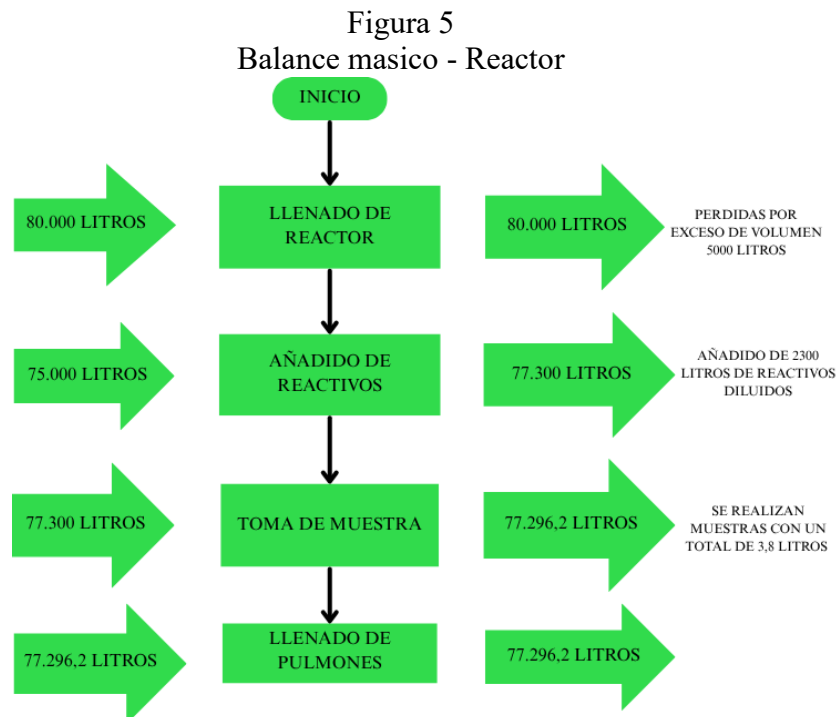 Figura 5
Balance masico - Reactor
INICIO
80.000 LITROS
LLENADO DE
REACTOR
80.000 LITROS
PERDIDAS POR
EXCESO DE VOLUMEN
5000 LITROS
75.000 LITROS
AÑADIDO DE
REACTIVOS
77.300 LITROS
AÑADIDO DE 2300
LITROS DE REACTIVOS
DILUIDOS
77.300 LITROS
TOMA DE MUESTRA
77.296,2 LITROS
SE REALIZAN
MUESTRAS CON UN
TOTAL DE 3,8 LITROS
77.296,2 LITROS
LLENADO DE
PULMONES
77.296,2 LITROS